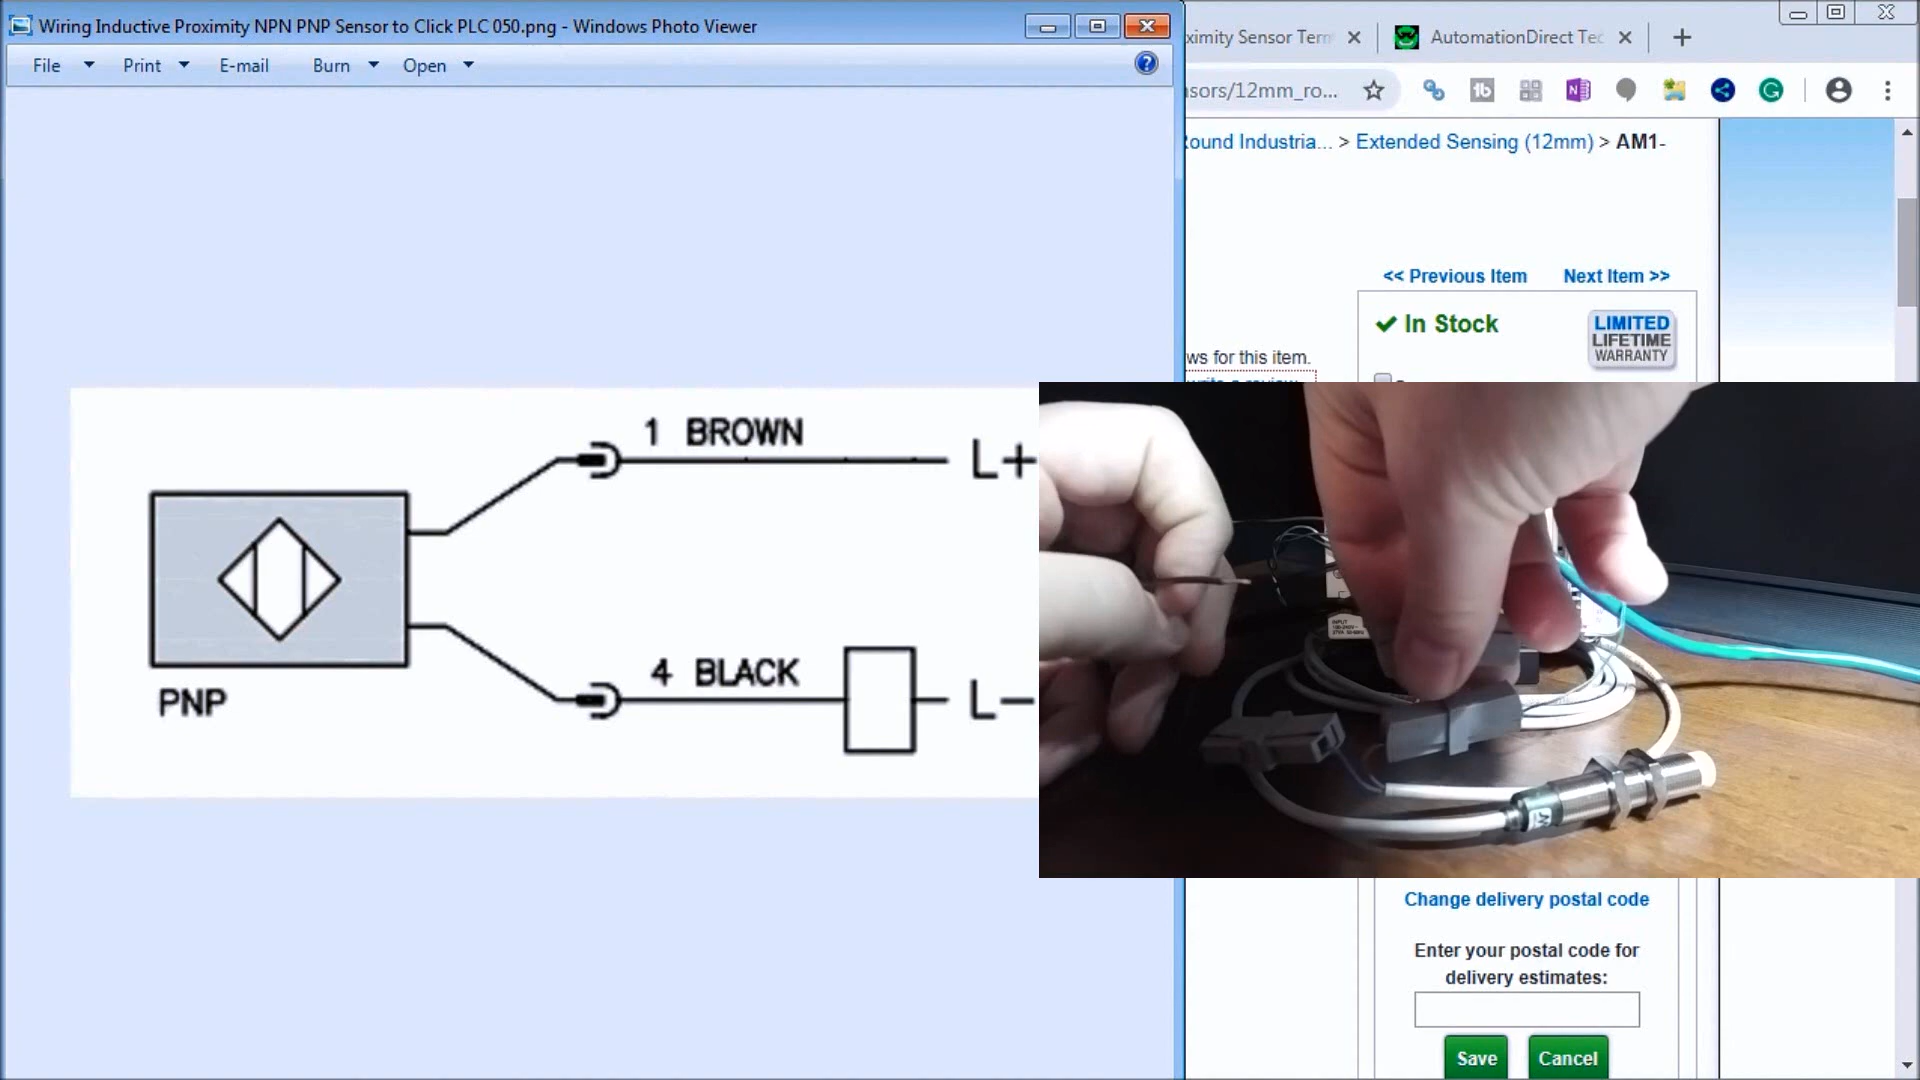 Wiring Inductive Proximity NPN PNP Sensor to Click PLC 050.png - Windows Photo Viewer
File Print E-mail Burn Open
ximity Sensor Term
AutomationDirect Tec
sors/12mm_ro...
Round Industria... > Extended Sensing (12mm) > AM1-
<< Previous Item Next Item >>
In Stock
LIMITED
LIFETIME
WARRANTY
ws for this item.
1 BROWN
L+
PNP
4 BLACK
L-
INPUT
Change delivery postal code
Enter your postal code for
delivery estimates:
Save Cancel